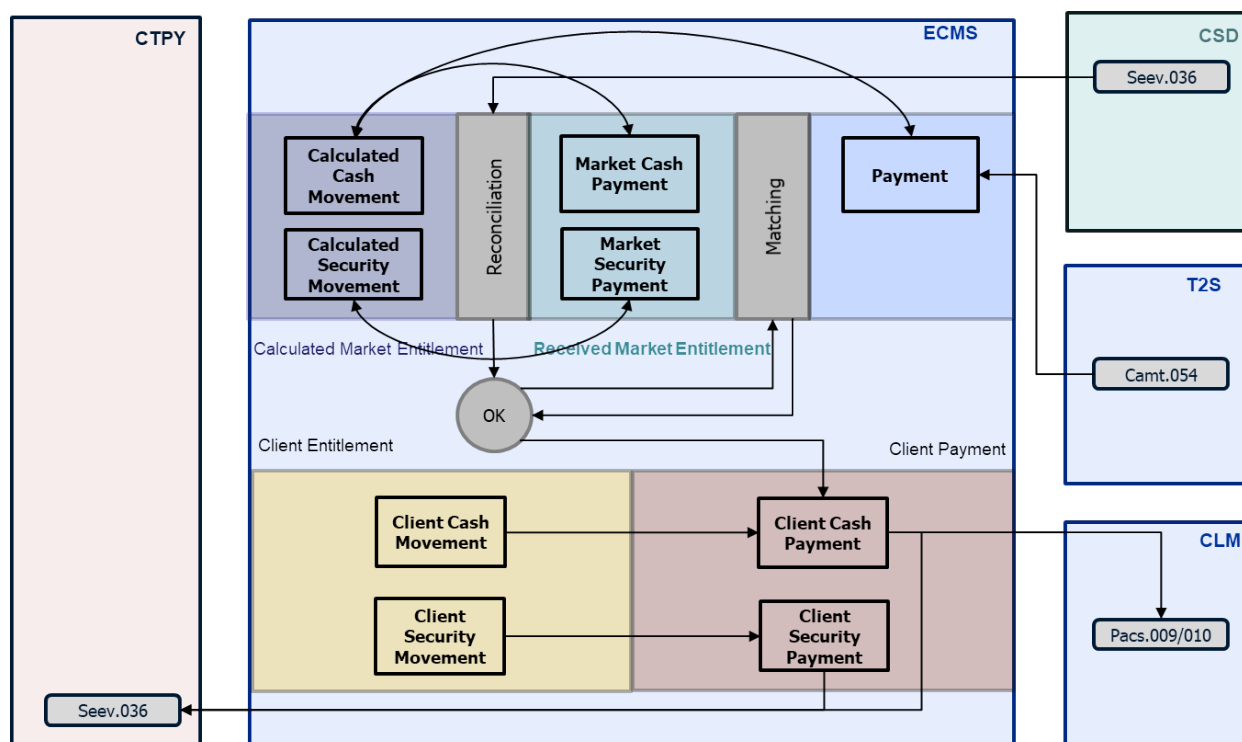 CTPY
ECMS
CSD
Seev.036
Calculated
Cash
Movement
Reconciliation
Market Cash
Payment
Matching
Payment
Calculated
Security
Movement
Market
Security
Payment
T2S
Calculated Market Entitlement
Received Market Entitlement
Camt.054
OK
Client Entitlement
Client Payment
Client Cash
Movement
Client Cash
Payment
CLM
Client
Security
Movement
Client
Security
Payment
Pacs.009/010
Seev.036